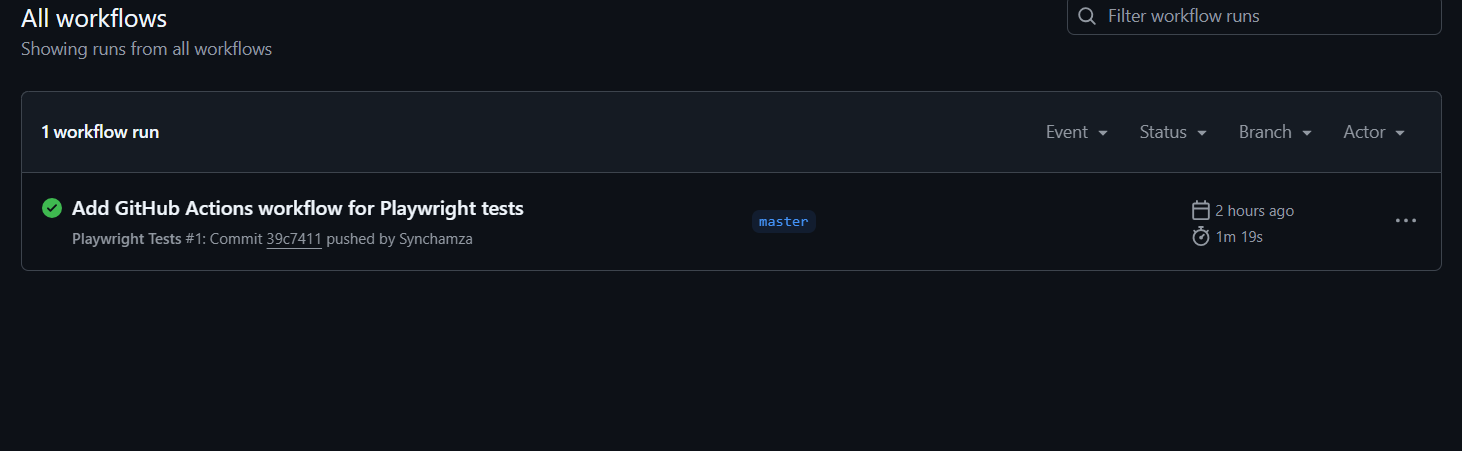 All workflows
Filter workflow runs
Showing runs from all workflows
1 workflow run
Event
Status
Branch
Actor
Add GitHub Actions workflow for Playwright tests
Playwright Tests #1: Commit 39c7411 pushed by Synchamza
master
2 hours ago
1m 19s